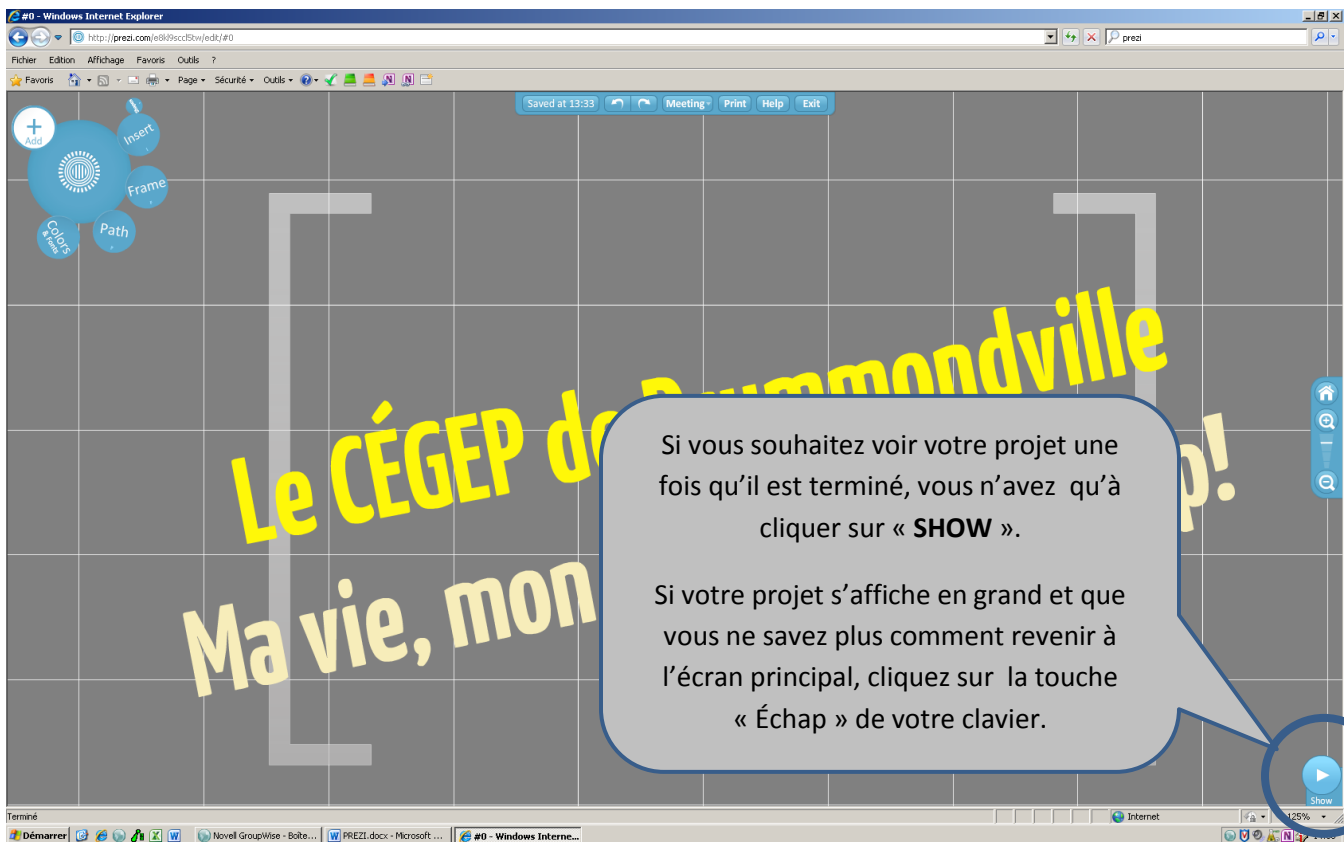 #0 - Windows Internet Explorer
http://prezi.com/e8kl9sccl5tw/edit/#0
prezi
Fichier Edition Affichage Favoris Outils ?
Favoris Page Sécurité Outils
Saved at 13:33 Meeting Print Help Exit
Add
Insert
Frame
Path
Colors
& Fonts
Le CÉGEP de
Ma vie, mon
Si vous souhaitez voir votre projet une
fois qu’il est terminé, vous n’avez qu’à
cliquer sur « SHOW ».
Si votre projet s’affiche en grand et que
vous ne savez plus comment revenir à
l’écran principal, cliquez sur la touche
« Échap » de votre clavier.
Show
Terminé
Internet
125%
Démarrer
Novell GroupWise - Boîte...
PREZI.docx - Microsoft ...
#0 - Windows Interne...